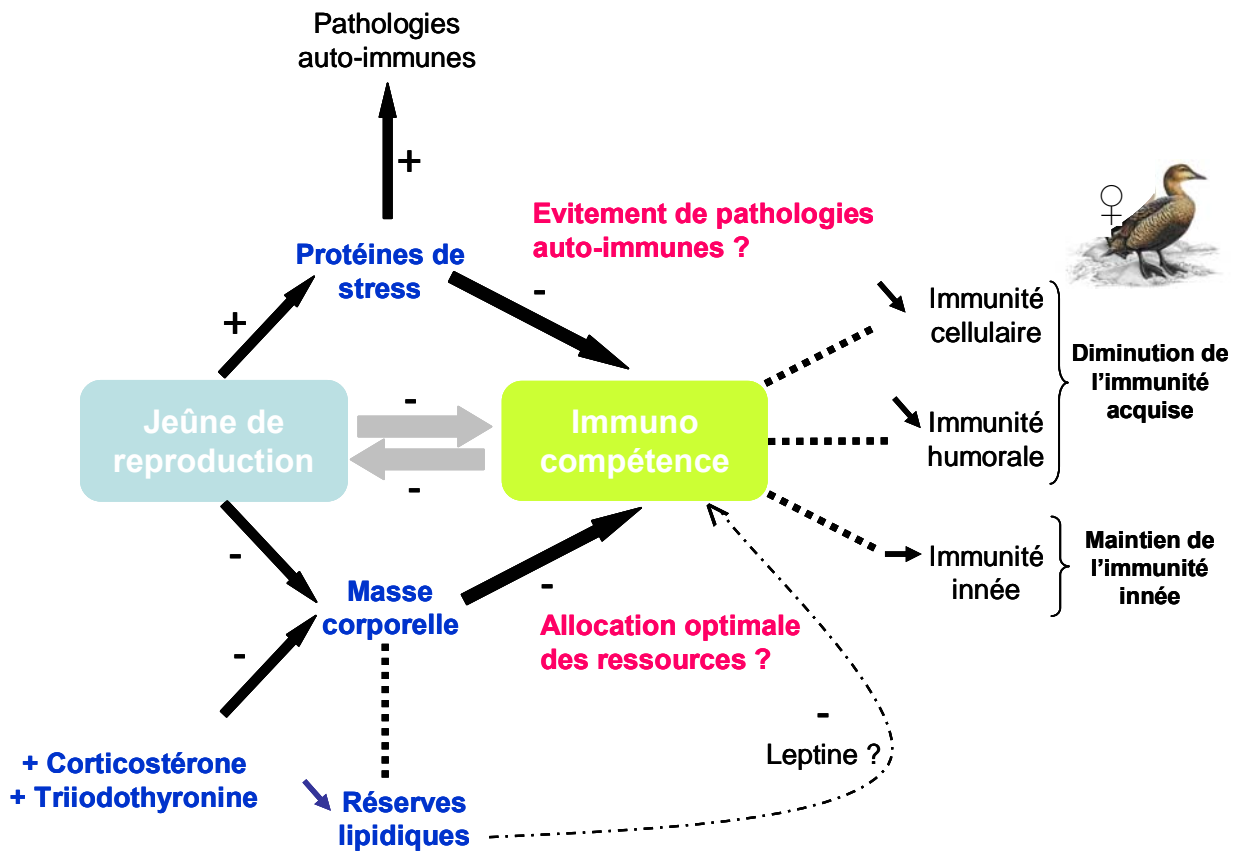 Pathologies
auto-immunes
+
Evitement de pathologies
auto-immunes ?
♀
Protéines de
stress
-
+
Immunité
cellulaire
Diminution de
l'immunité
acquise
Jeûne de
reproduction
-
-
Immuno
compétence
Immunité
humorale
-
Masse
corporelle
-
Allocation optimale
des ressources ?
Immunité
innée
Maintien de
l'immunité
innée
-
+ Corticostérone
+ Triiodothyronine
Réserves
lipidiques
-
Leptine ?